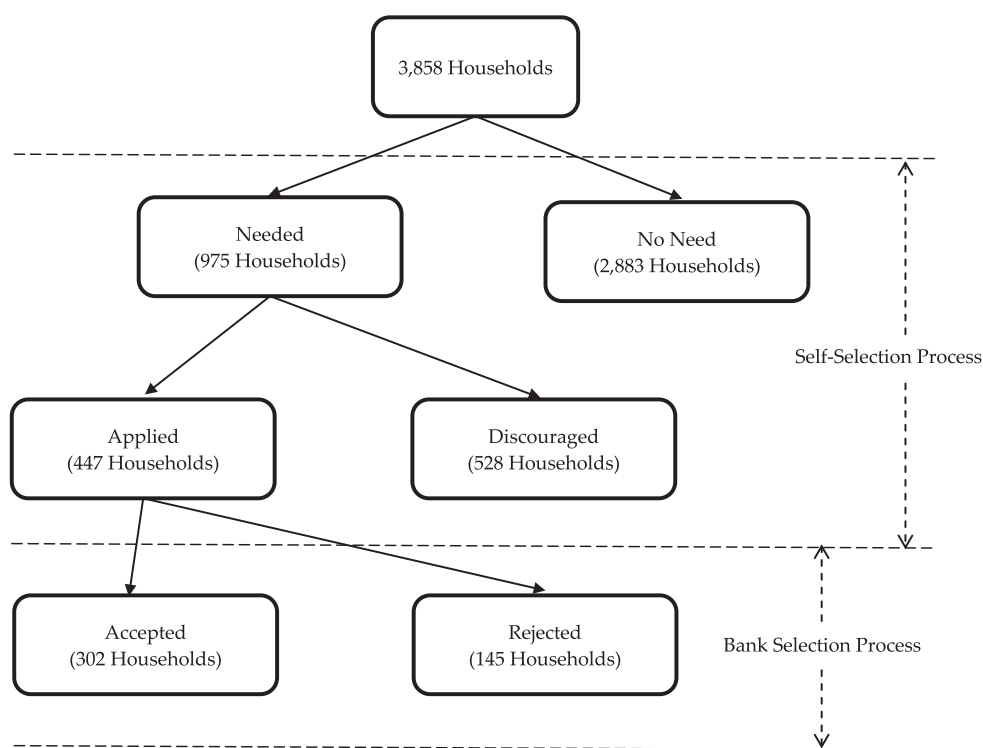 3,858 Households
Needed
(975 Households)
No Need
(2,883 Households)
Self-Selection Process
Applied
(447 Households)
Discouraged
(528 Households)
Accepted
(302 Households)
Rejected
(145 Households)
Bank Selection Process